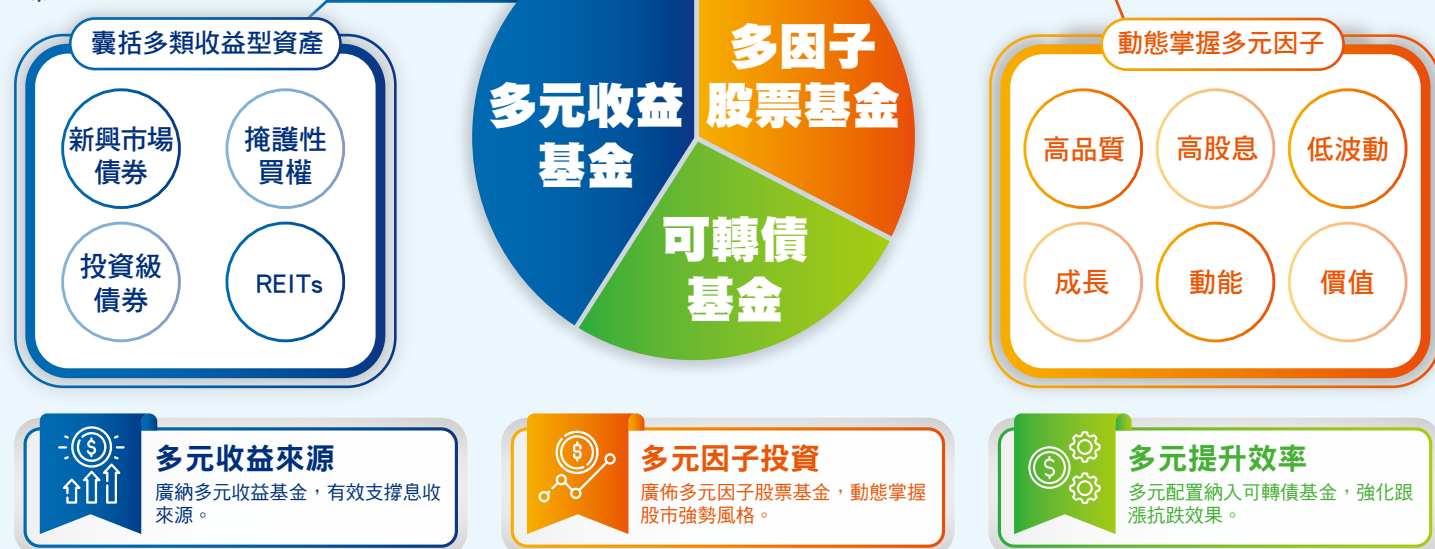 囊括多類收益型資產
新興市場
債券
掩護性
買權
投資級
債券
REITs
多元收益
基金
多因子
股票基金
可轉債
基金
動態掌握多元因子
高品質
高股息
低波動
成長
動能
價值
多元收益來源
廣納多元收益基金，有效支撐息收
來源。
多元因子投資
廣佈多元因子股票基金，動態掌握
股市強勢風格。
多元提升效率
多元配置納入可轉債基金，強化跟
漲抗跌效果。